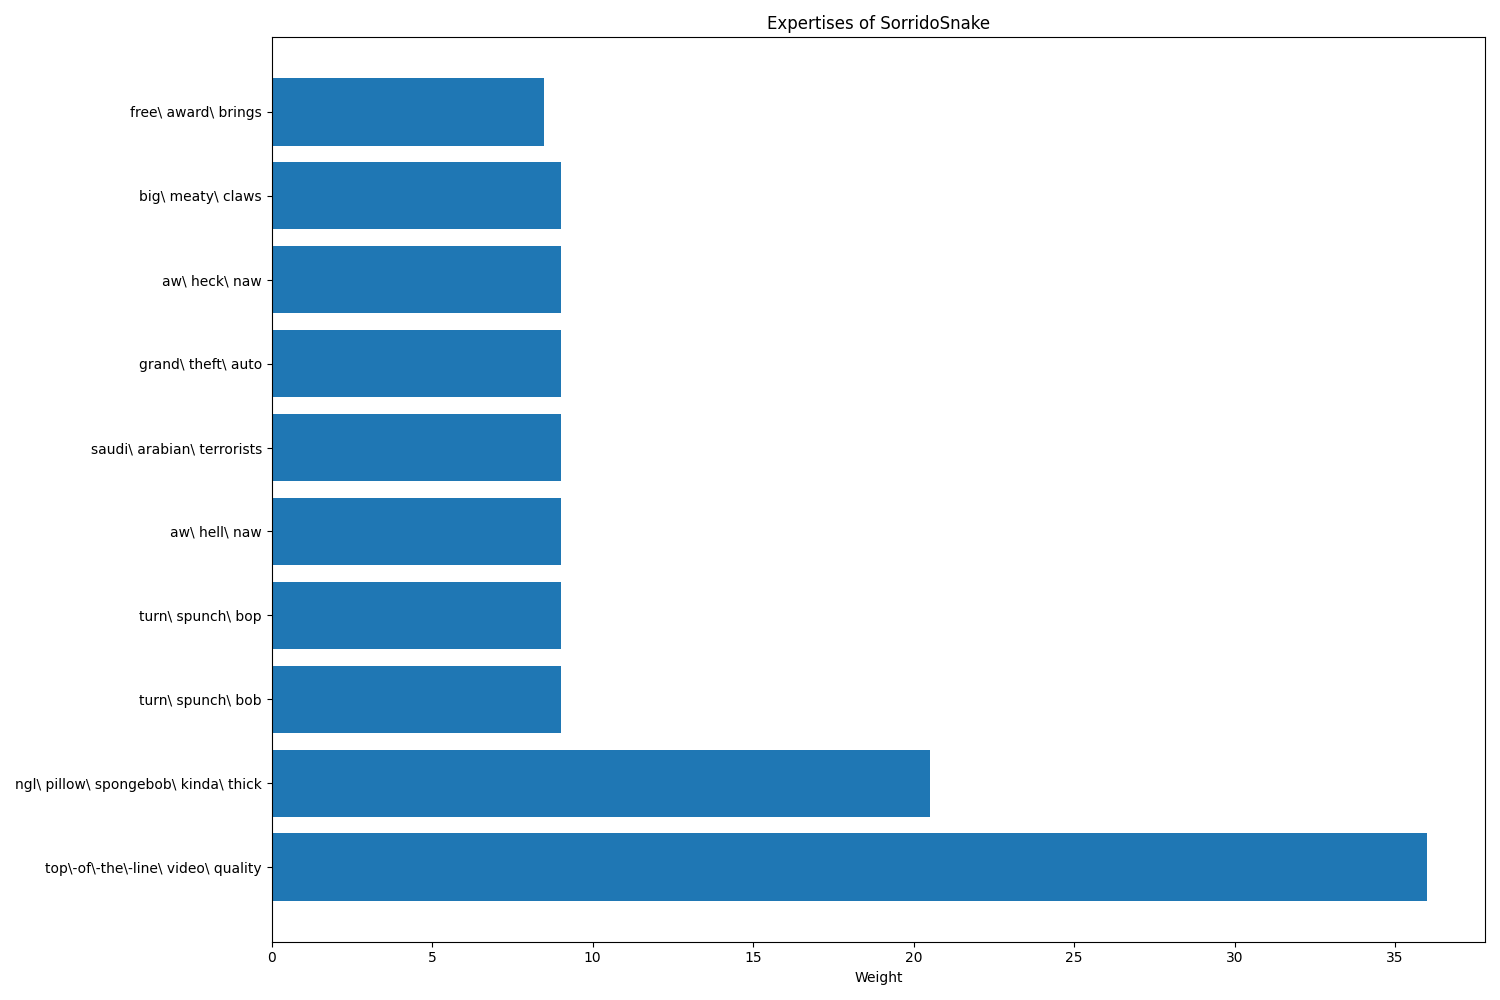 Expertises of SorridoSnake
free\ award\ brings
big\ meaty\ claws
aw\ heck\ naw
grand\ theft\ auto
saudi\ arabian\ terrorists
aw\ hell\ naw
turn\ spunch\ bop
turn\ spunch\ bob
ngl\ pillow\ spongebob\ kinda\ thick
top\-of\-the\-line\ video\ quality
0 5 10 15 20 25 30 35
Weight